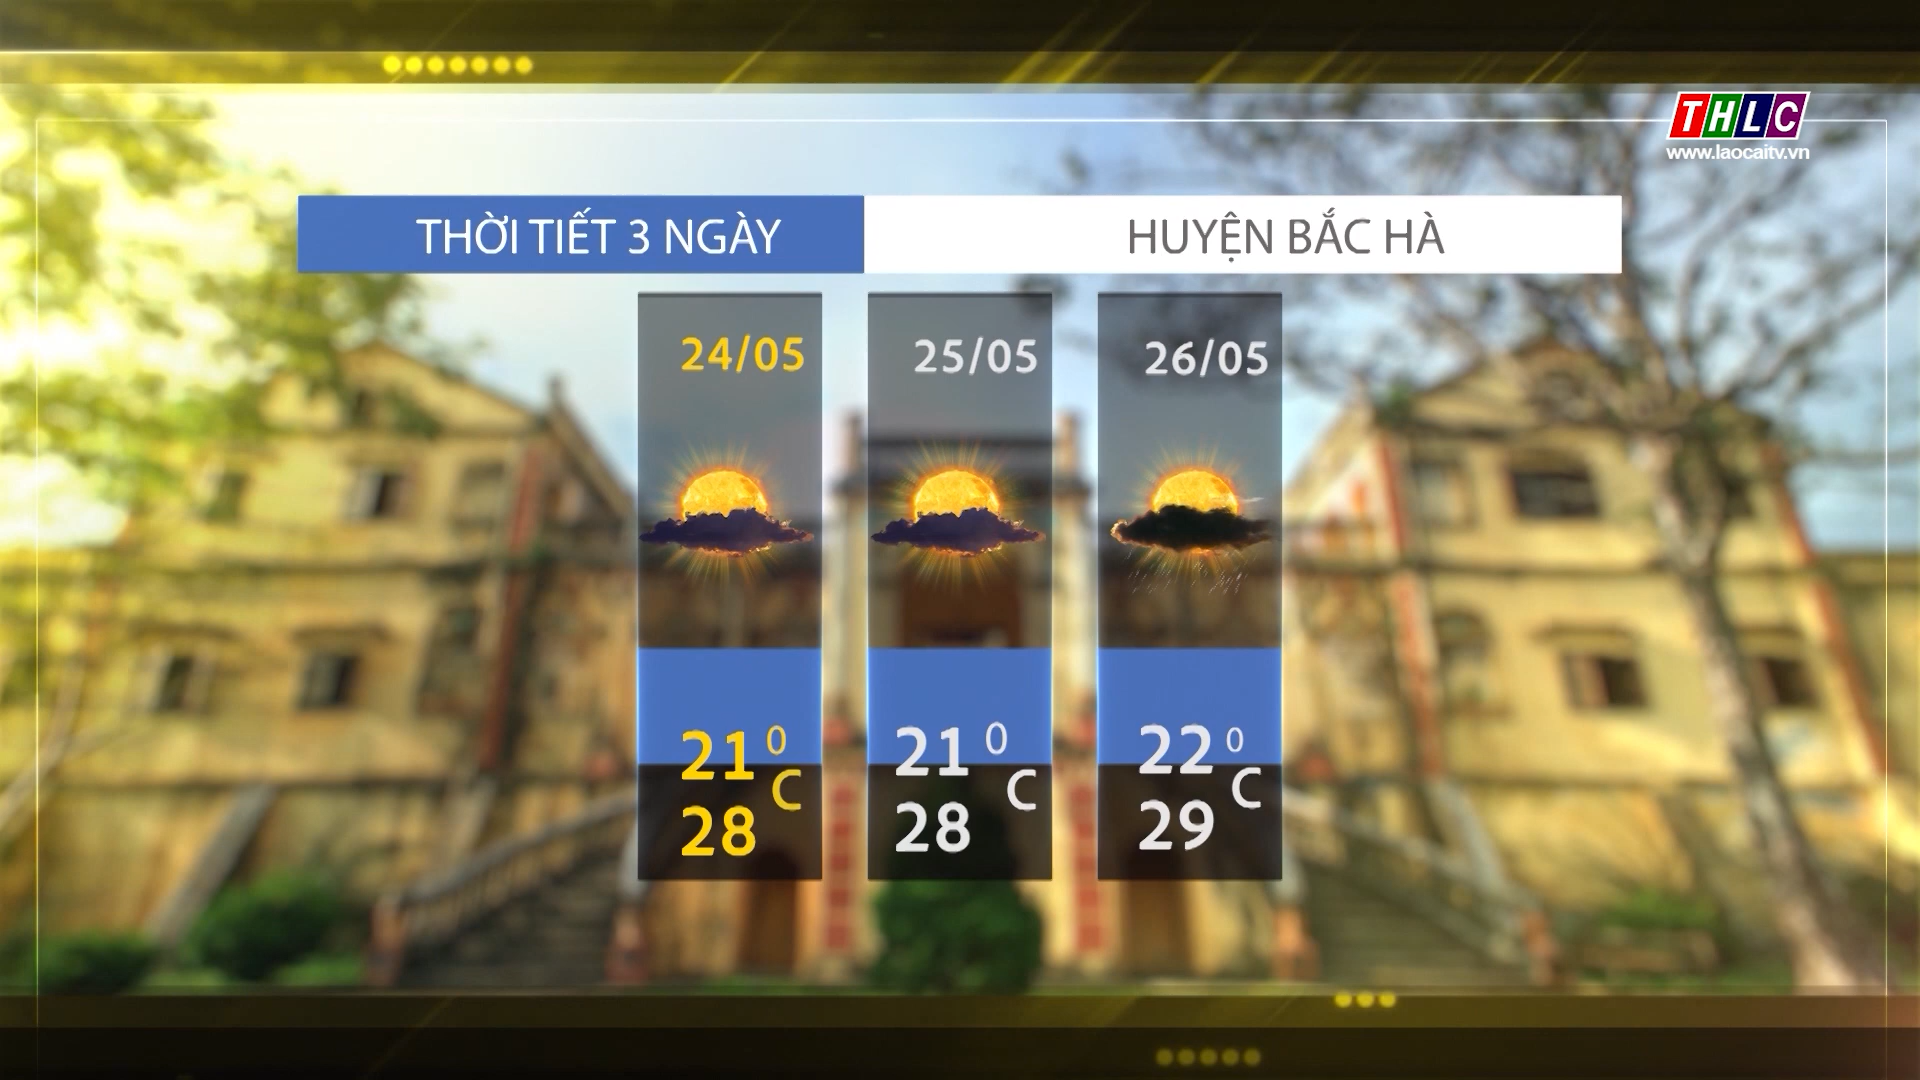 THLC
www.laocaitv.vn
THỜI TIẾT 3 NGÀY
HUYỆN BẮC HÀ
24/05
25/05
26/05
21 0 C
28
21 0 C
28
22 0 C
29